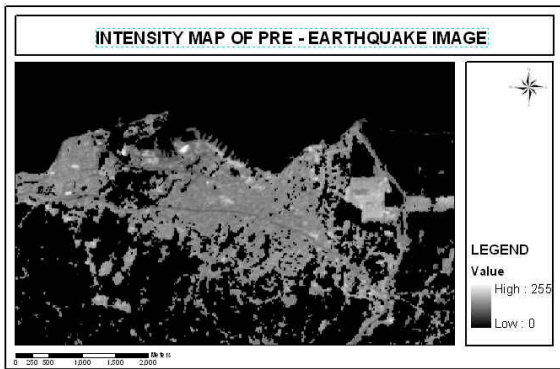 INTENSITY MAP OF PRE - EARTHQUAKE IMAGE
LEGEND
Value
High : 255
Low : 0
Meters
0 250 500 1,000 1,500 2,000